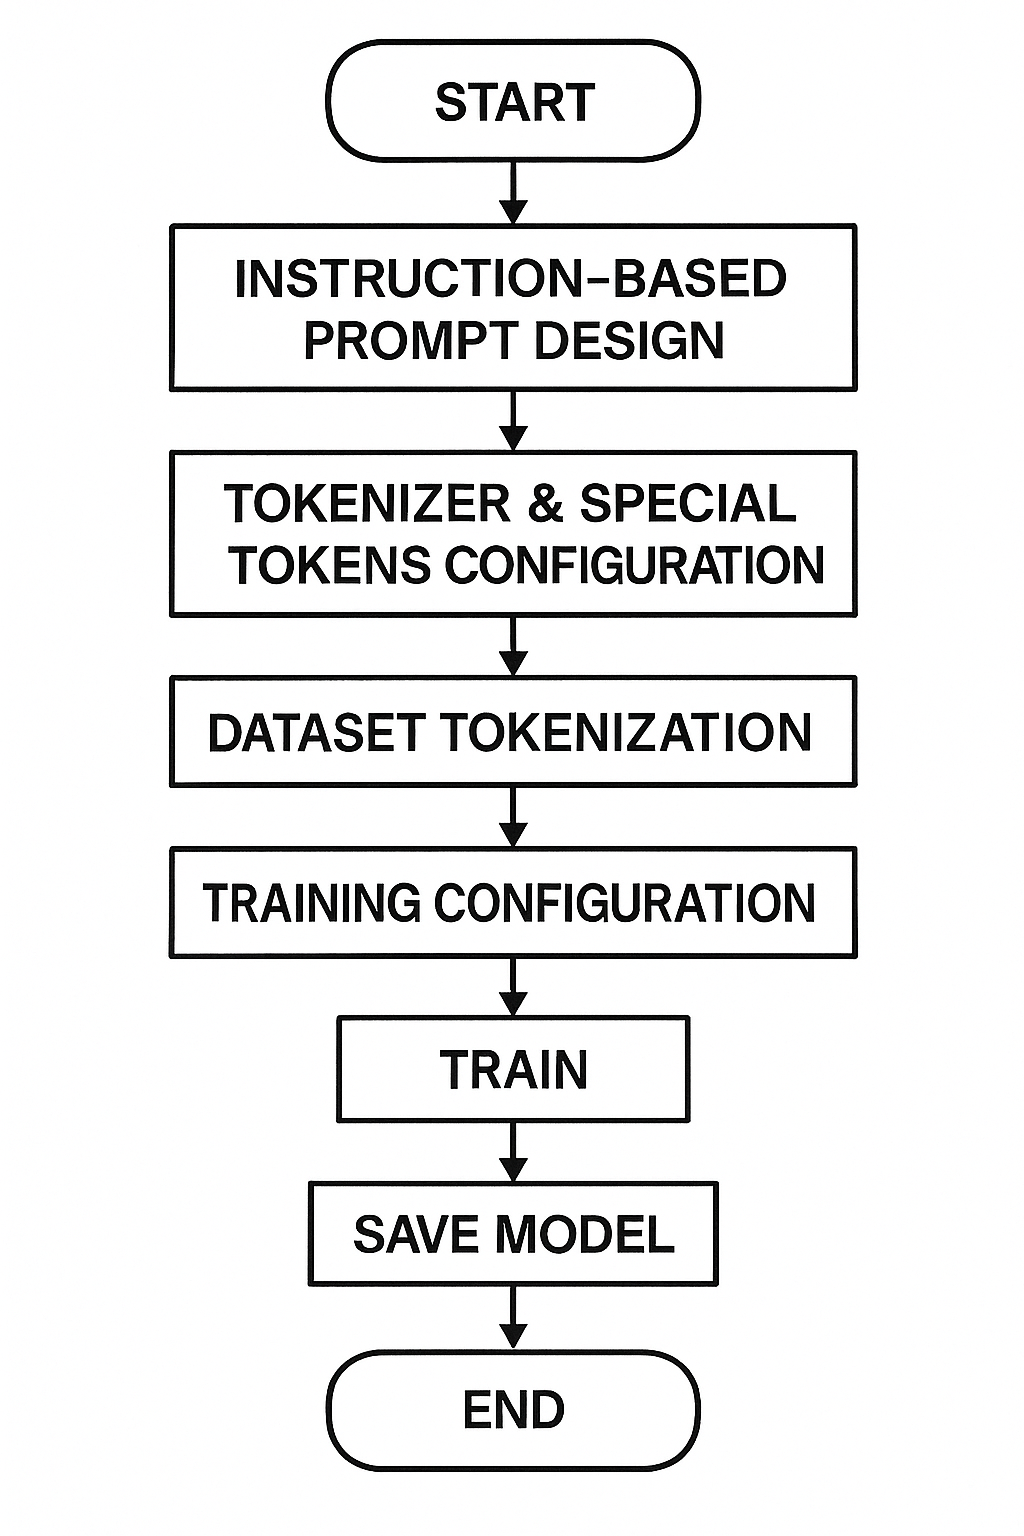 START
INSTRUCTION–BASED
PROMPT DESIGN
TOKENIZER & SPECIAL
TOKENS CONFIGURATION
DATASET TOKENIZATION
TRAINING CONFIGURATION
TRAIN
SAVE MODEL
END